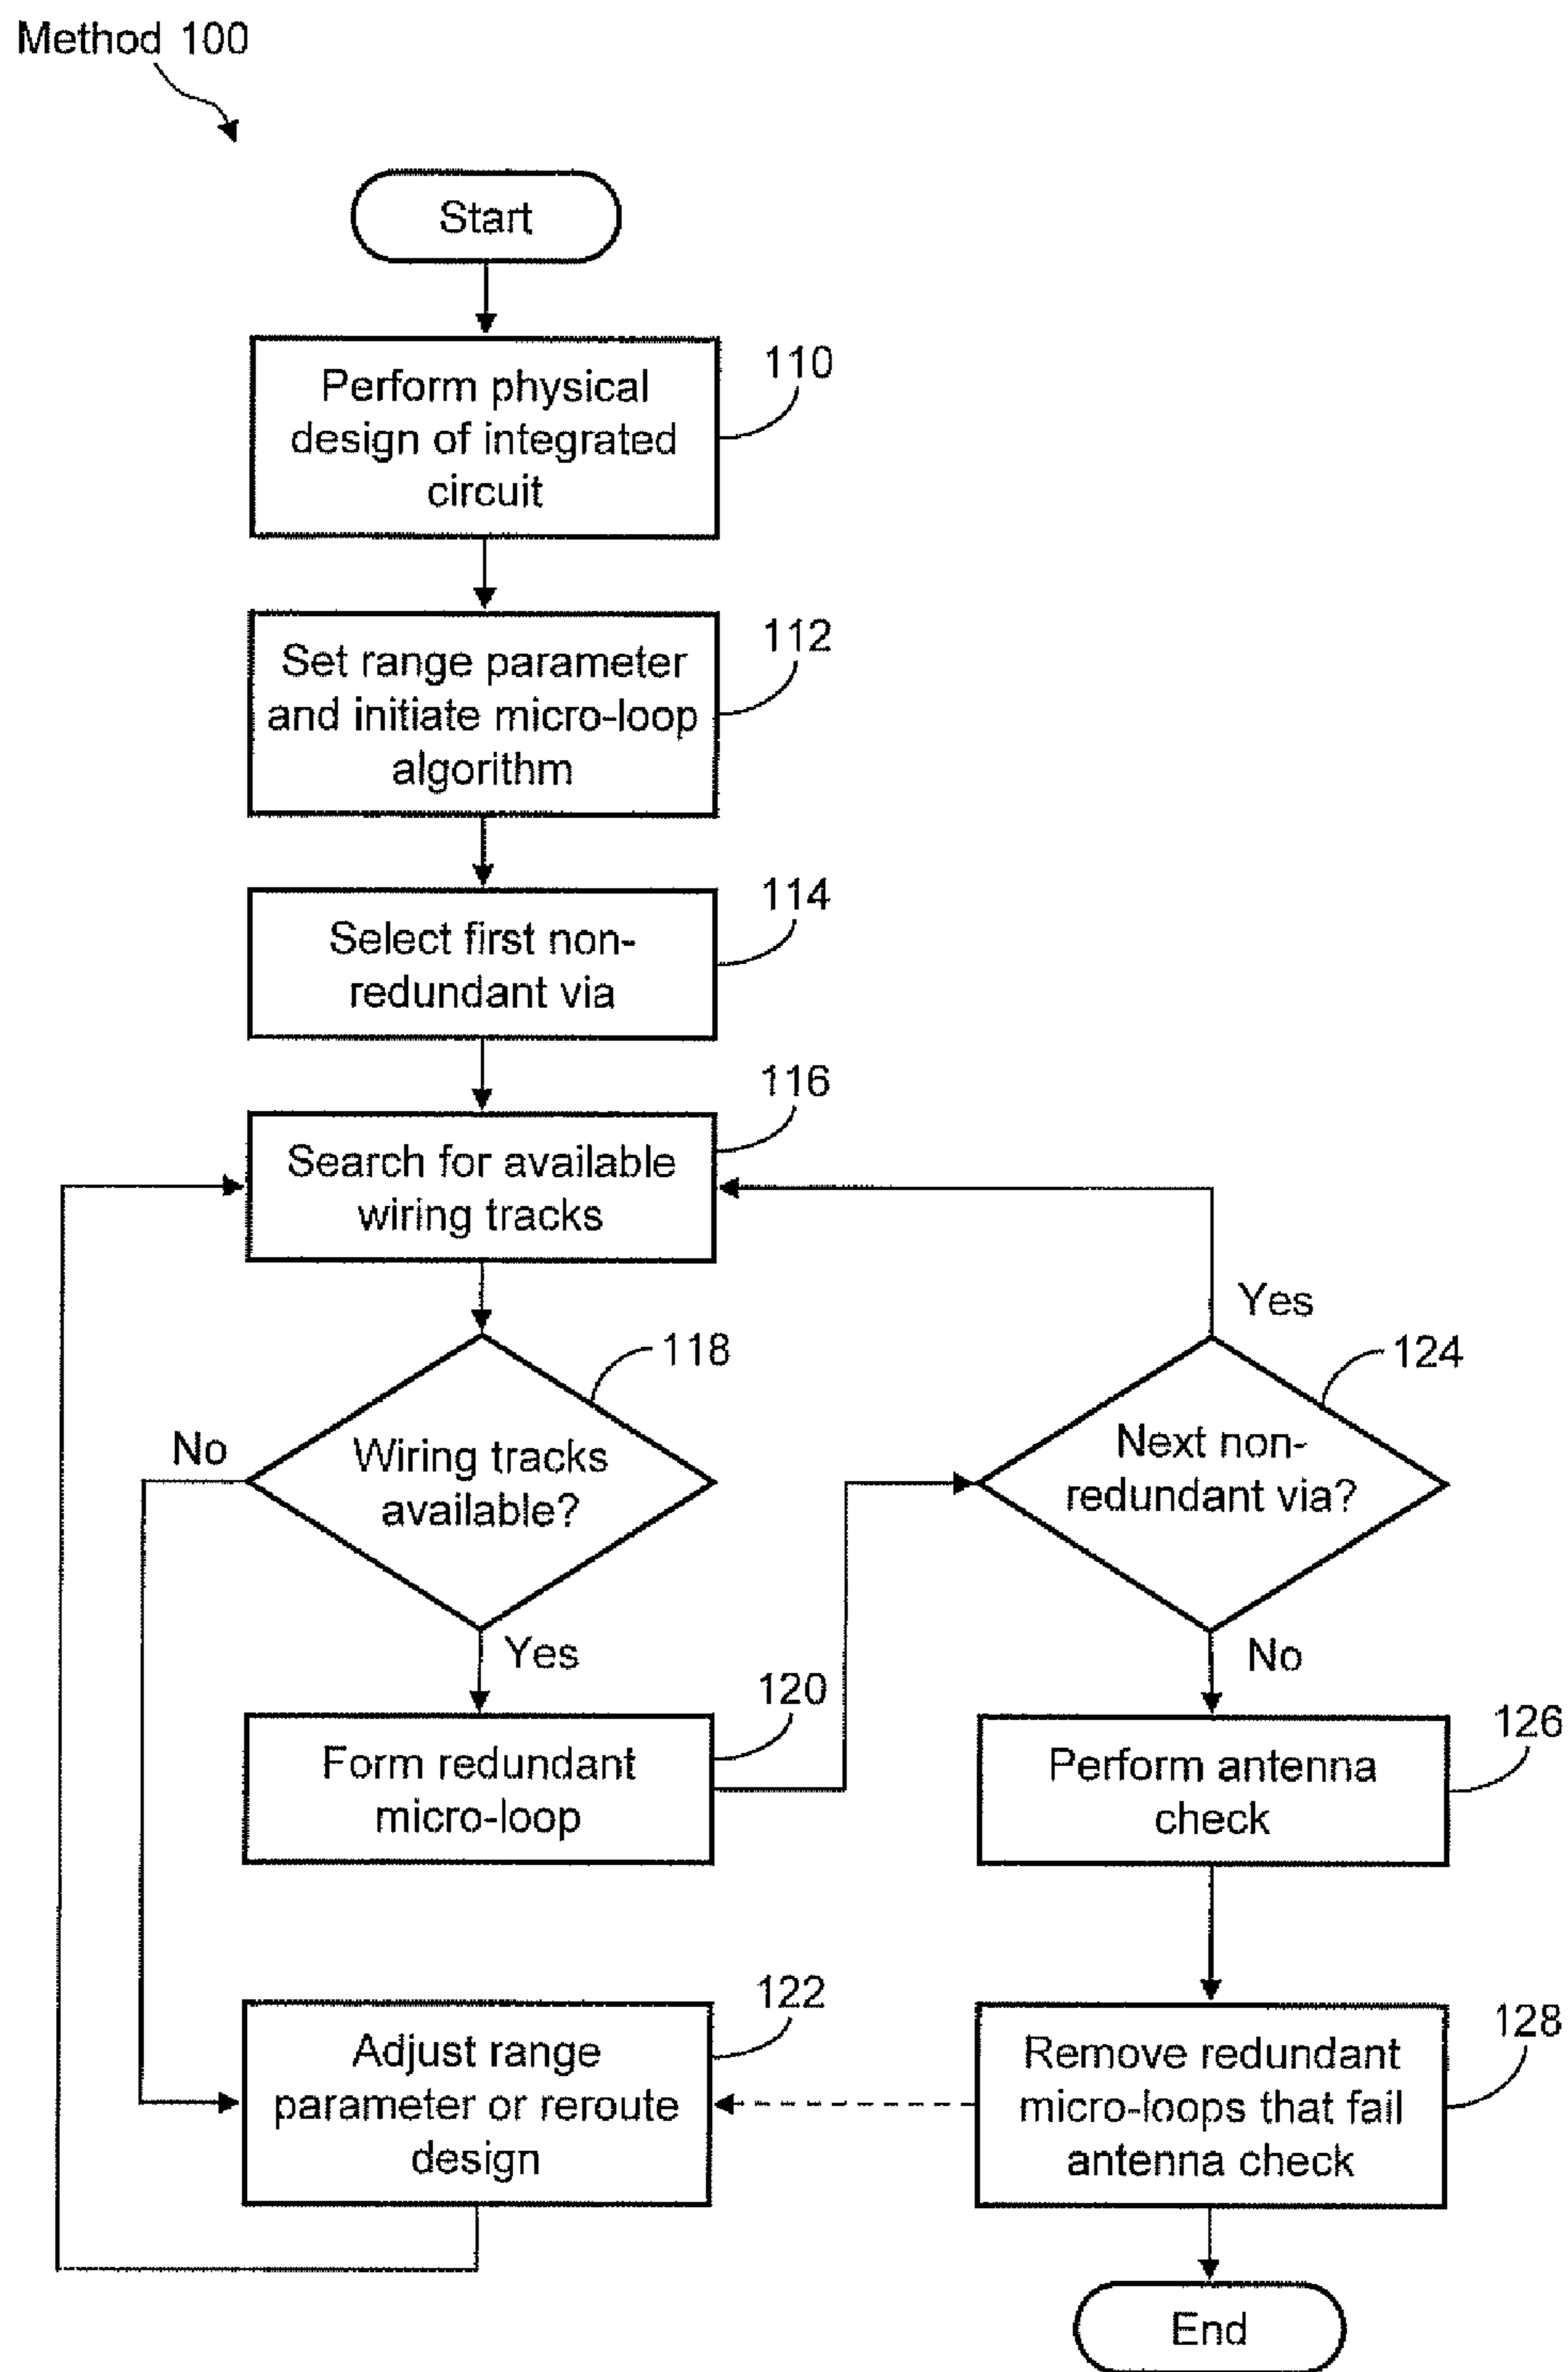 Method 100
Start
Perform physical
design of integrated
circuit
110
Set range parameter
and initiate micro-loop
algorithm
112
Select first non-
redundant via
114
Search for available
wiring tracks
116
Wiring tracks
available?
118
No
Yes
Form redundant
micro-loop
120
Adjust range
parameter or reroute
design
122
Next non-
redundant via?
124
Yes
No
Perform antenna
check
126
Remove redundant
micro-loops that fail
antenna check
128
End